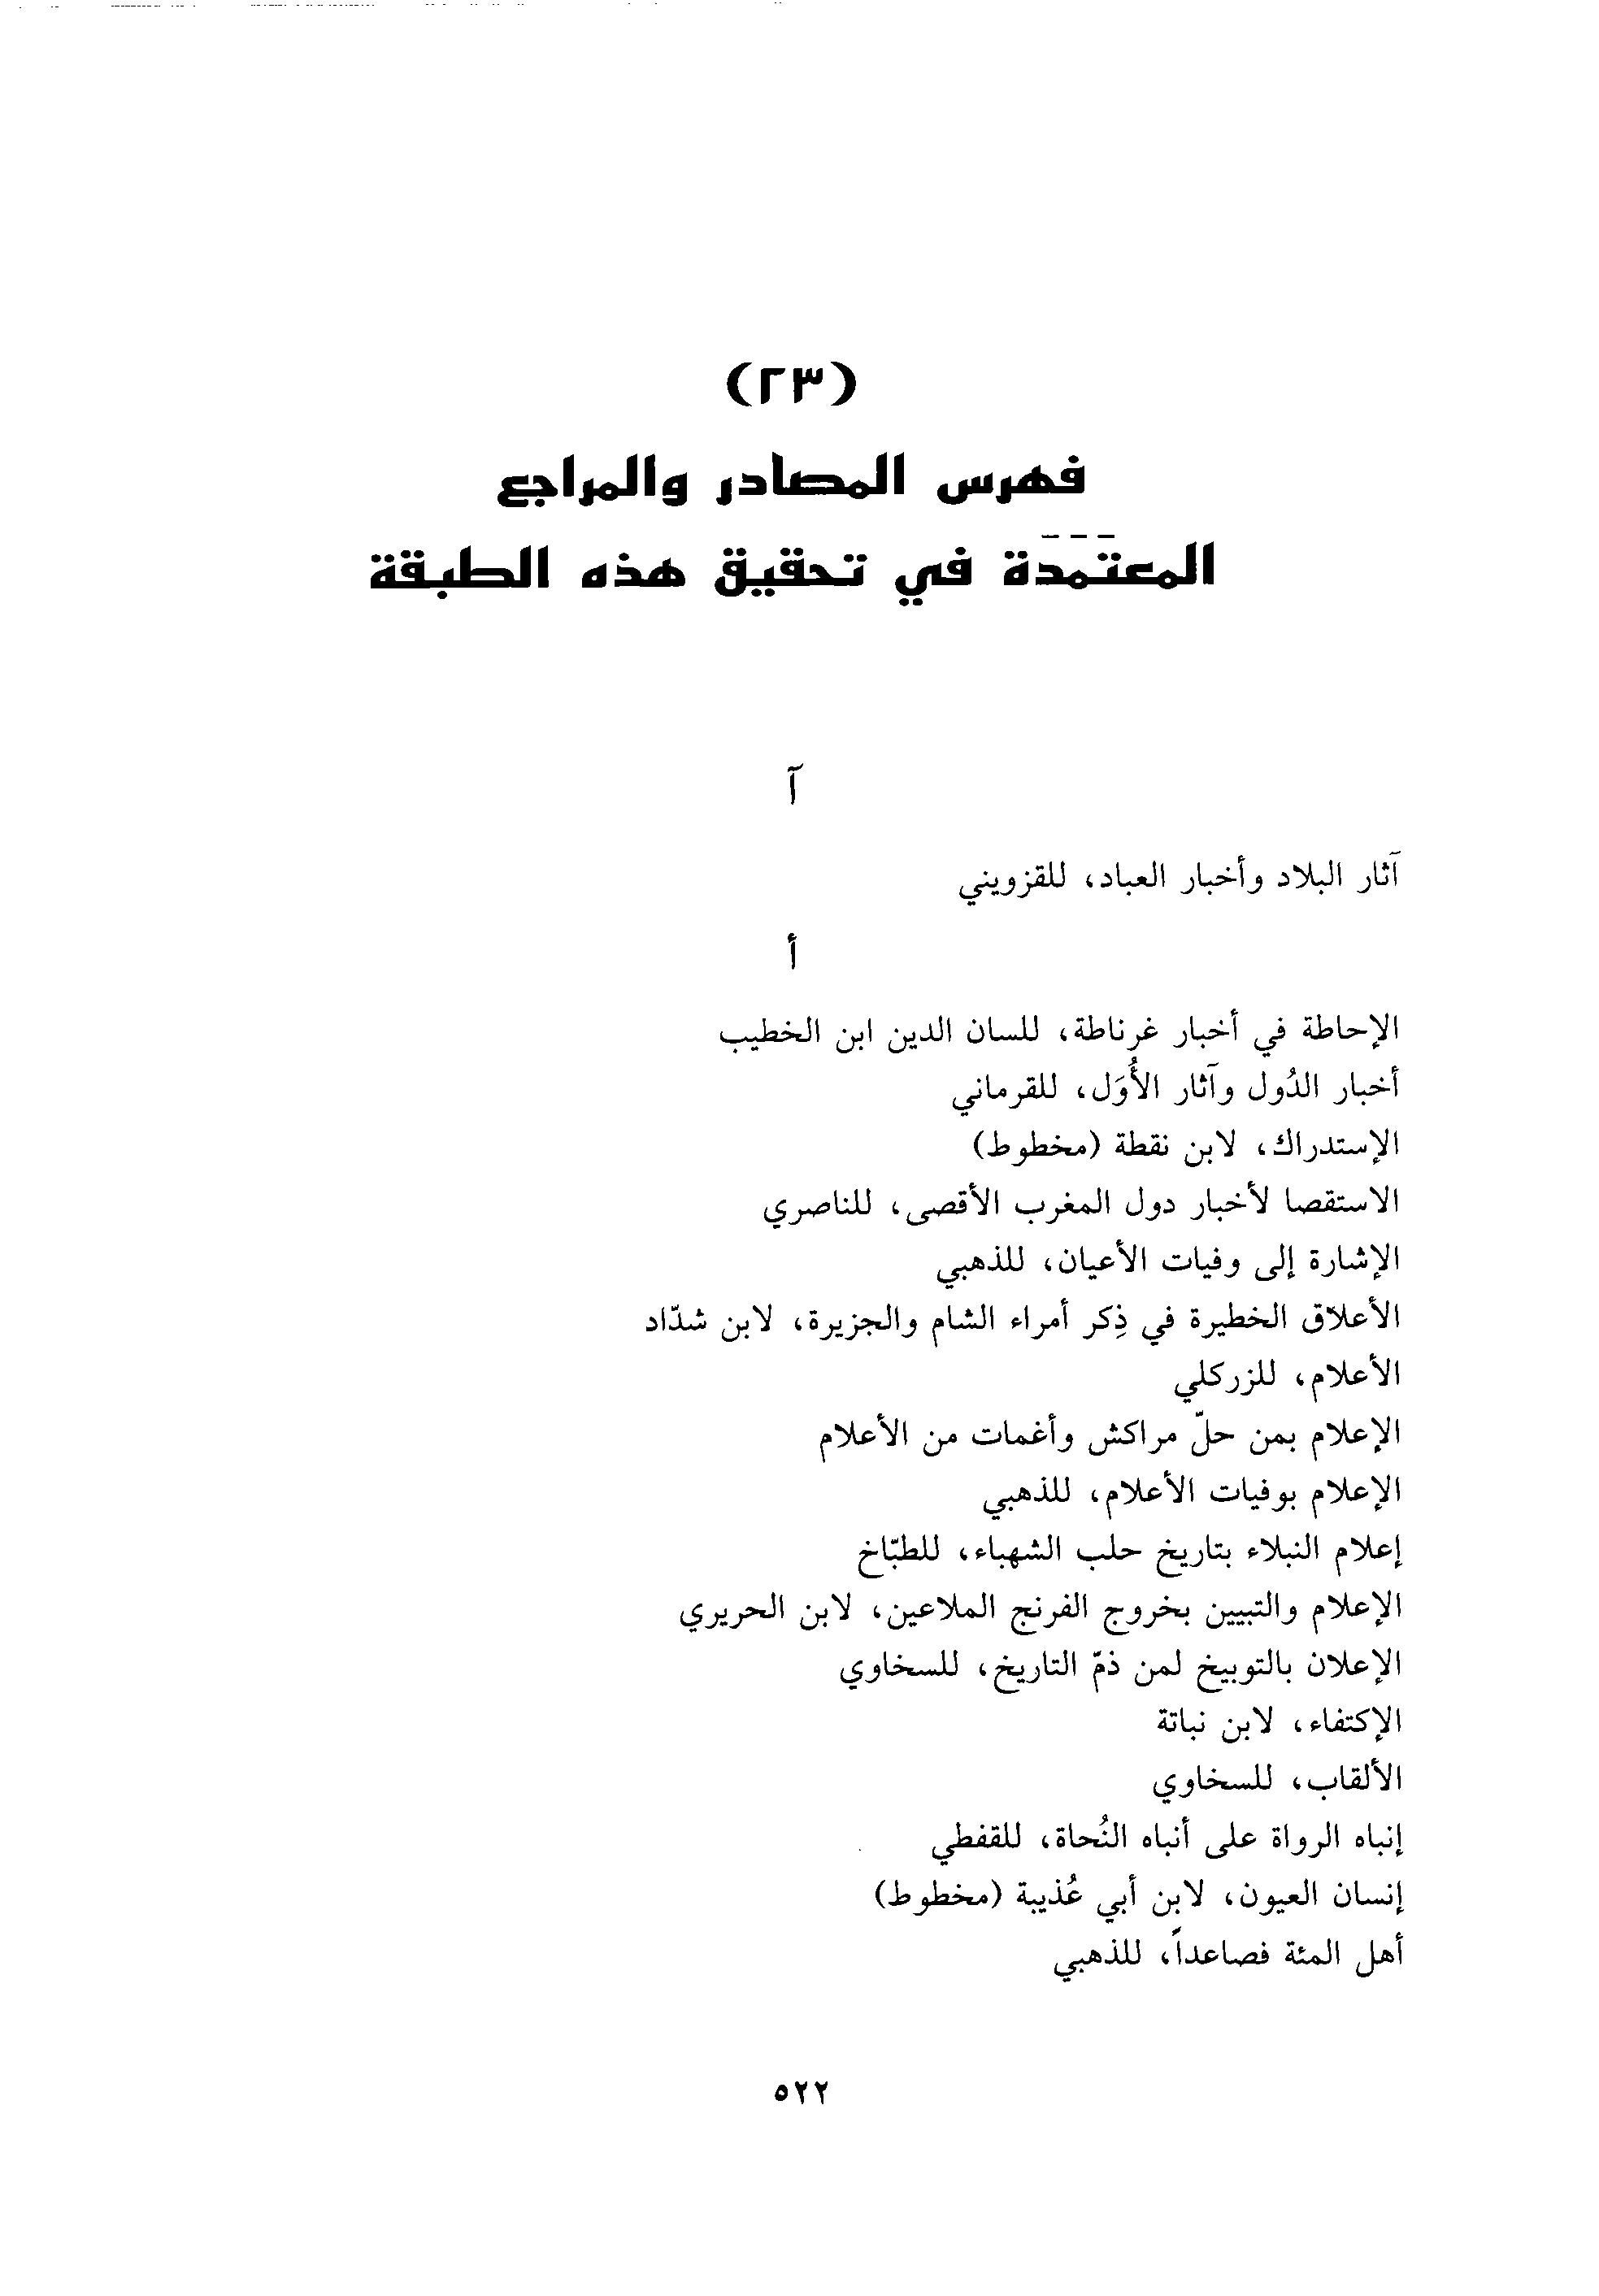 (٢٣)
فهرس المصادر والمراجع
المعتَمَدَة في تحقيق هذه الطبقة
آ
آثار البلاد وأخبار العباد، للقزويني
أ
الإحاطة في أخبار غرناطة، للسان الدين ابن الخطيب
أخبار الدُول وآثار الأُوَل، للقرماني
الإستدراك، لابن نقطة (مخطوط)
الاستقصا لأخبار دول المغرب الأقصى، للناصري
الإشارة إلى وفيات الأعيان، للذهبي
الأعلاق الخطيرة في ذِكر أمراء الشام والجزيرة، لابن شدّاد
الأعلام، للزركلي
الإعلام بمن حلّ مراكش وأغمات من الأعلام
الإعلام بوفيات الأعلام، للذهبي
إعلام النبلاء بتاريخ حلب الشهباء، للطبّاخ
الإعلام والتبيين بخروج الفرنج الملاعين، لابن الحريري
الإعلان بالتوبيخ لمن ذمّ التاريخ، للسخاوي
الإكتفاء، لابن نباتة
الألقاب، للسخاوي
إنباه الرواة على أنباه النُحاة، للقفطي
إنسان العيون، لابن أبي عُذيبة (مخطوط)
أهل المئة فصاعداً، للذهبي
٥٢٢